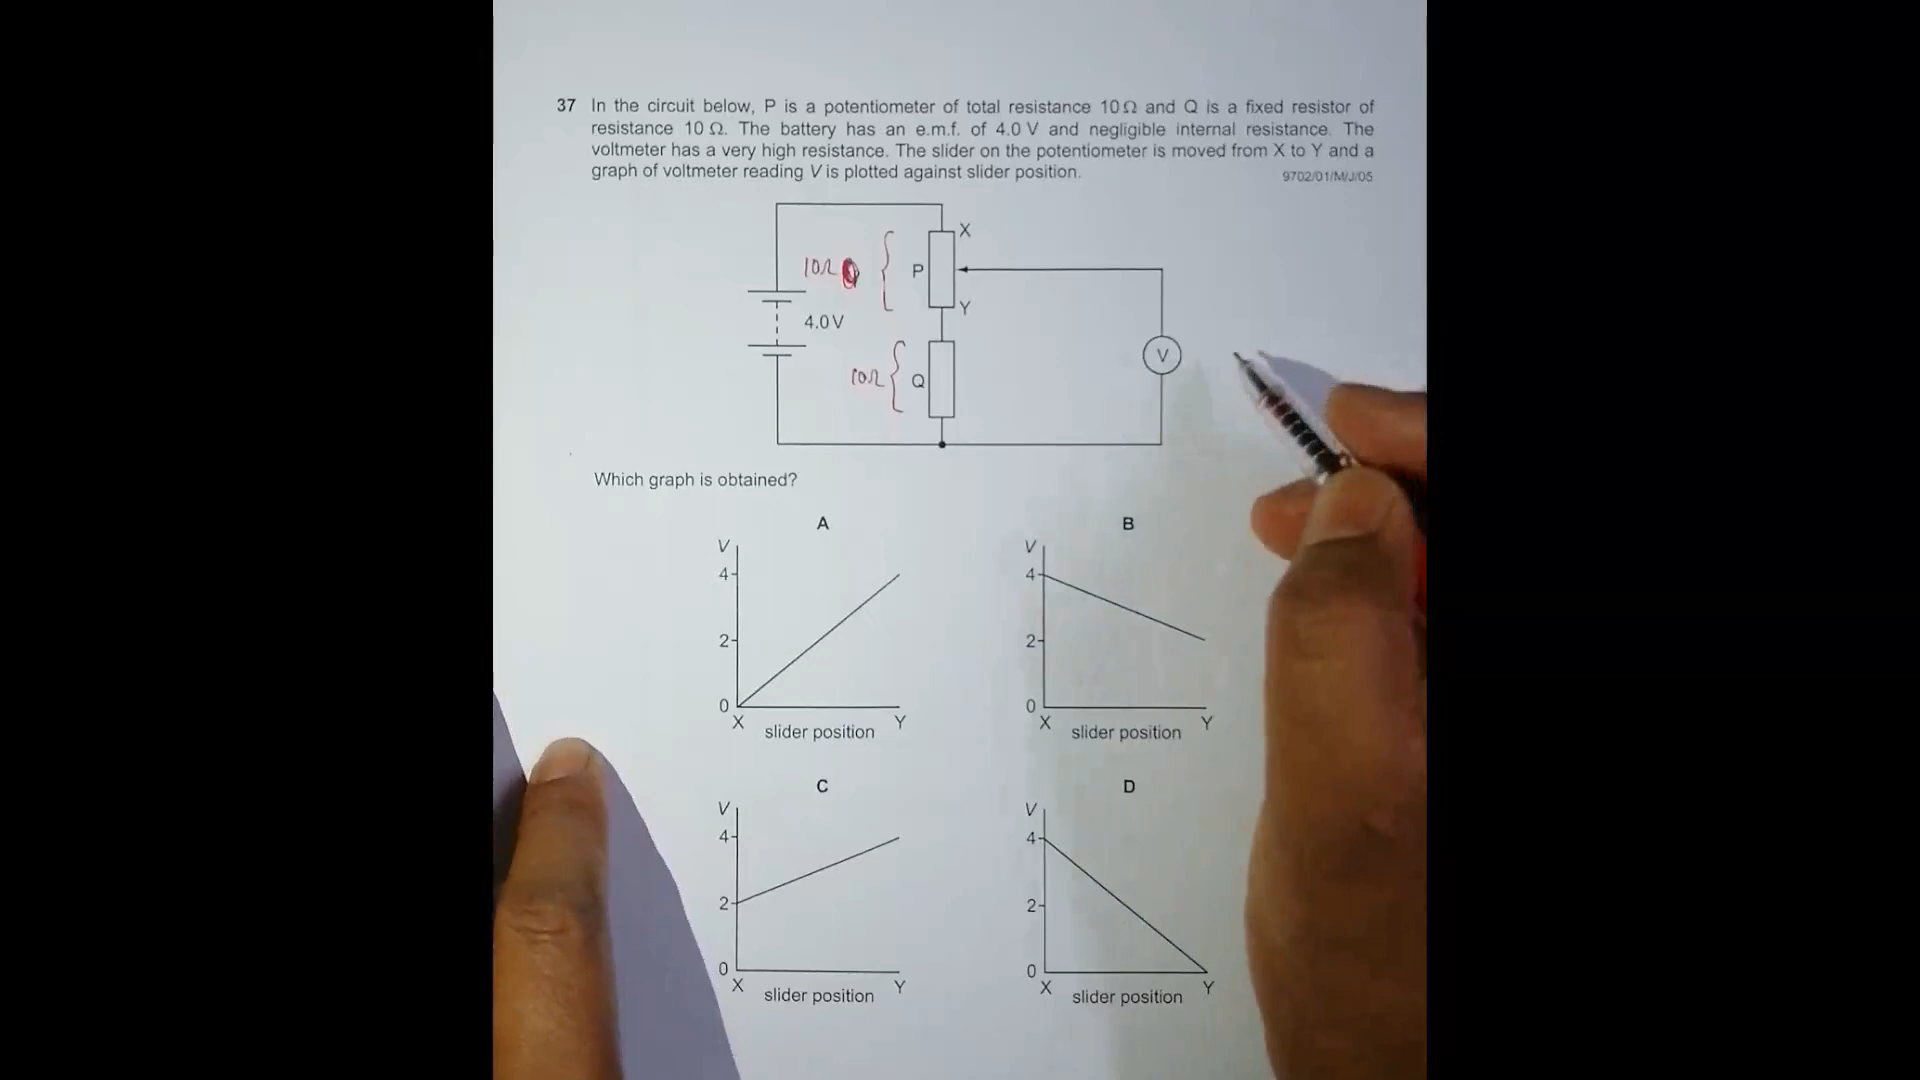 37 In the circuit below, P is a potentiometer of total resistance 10 Ω and Q is a fixed resistor of
resistance 10 Ω. The battery has an e.m.f. of 4.0 V and negligible internal resistance. The
voltmeter has a very high resistance. The slider on the potentiometer is moved from X to Y and a
graph of voltmeter reading V is plotted against slider position.
9702/01/M/J/05
X
10Ω
P
Y
4.0 V
V
10Ω
Q
Which graph is obtained?
A
B
V
4
2
0
X
slider position
Y
V
4
2
0
X
slider position
Y
C
D
V
4
2
0
X
slider position
Y
V
4
2
0
X
slider position
Y